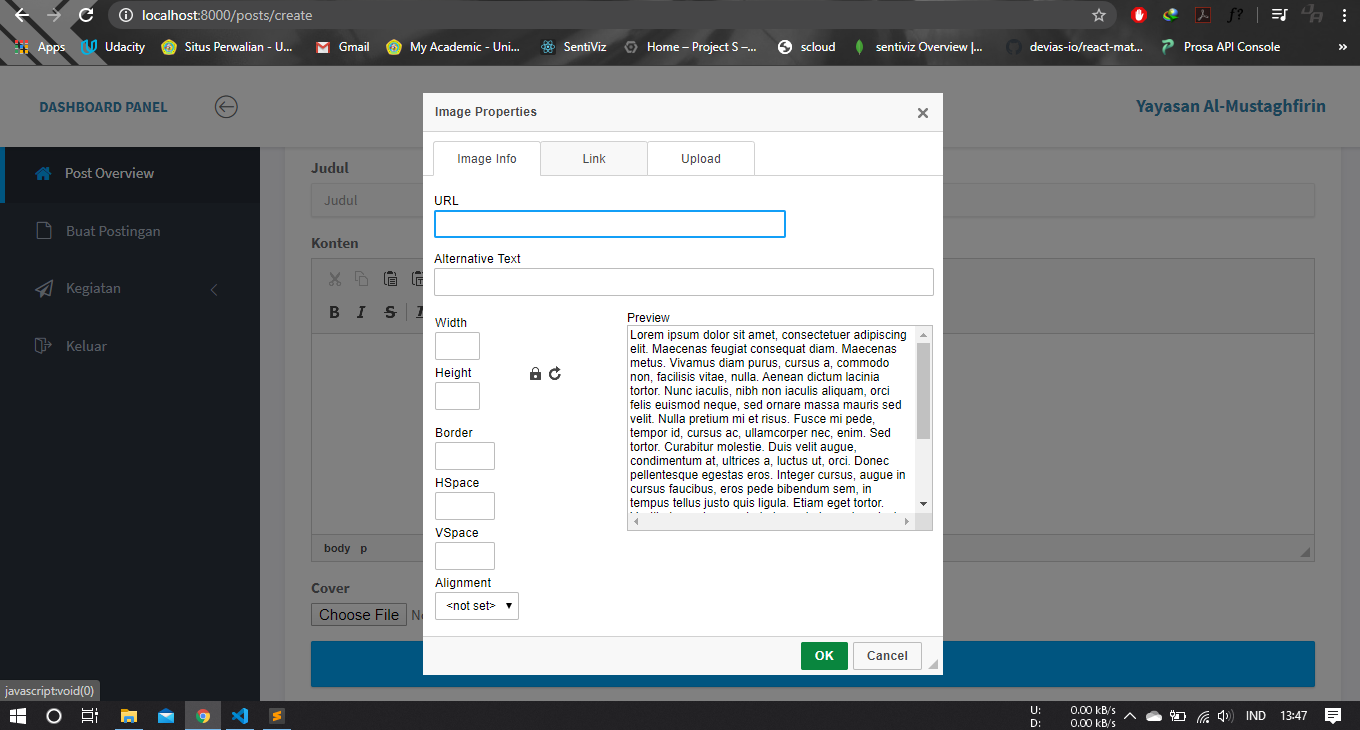 localhost:8000/posts/create
Apps Udacity Situs Perwalian - U... Gmail My Academic - Uni... SentiViz Home – Project S –... scloud sentiviz Overview |... devias-io/react-mat... Prosa API Console »
DASHBOARD PANEL
Yayasan Al-Mustaghfirin
Post Overview
Buat Postingan
Kegiatan
Keluar
Judul
Judul
Konten
B I S
body p
Cover
Choose File
Image Properties
Image Info Link Upload
URL
Alternative Text
Width
Height
Border
HSpace
VSpace
Alignment
<not set>
Preview
Lorem ipsum dolor sit amet, consectetuer adipiscing
elit. Maecenas feugiat consequat diam. Maecenas
metus. Vivamus diam purus, cursus a, commodo
non, facilisis vitae, nulla. Aenean dictum lacinia
tortor. Nunc iaculis, nibh non iaculis aliquam, orci
felis euismod neque, sed ornare massa mauris sed
velit. Nulla pretium mi et risus. Fusce mi pede,
tempor id, cursus ac, ullamcorper nec, enim. Sed
tortor. Curabitur molestie. Duis velit augue,
condimentum at, ultrices a, luctus ut, orci. Donec
pellentesque egestas eros. Integer cursus, augue in
cursus faucibus, eros pede bibendum sem, in
tempus tellus justo quis ligula. Etiam eget tortor.
OK Cancel
javascript:void(0)
U: 0.00 kB/s
D: 0.00 kB/s
IND 13:47